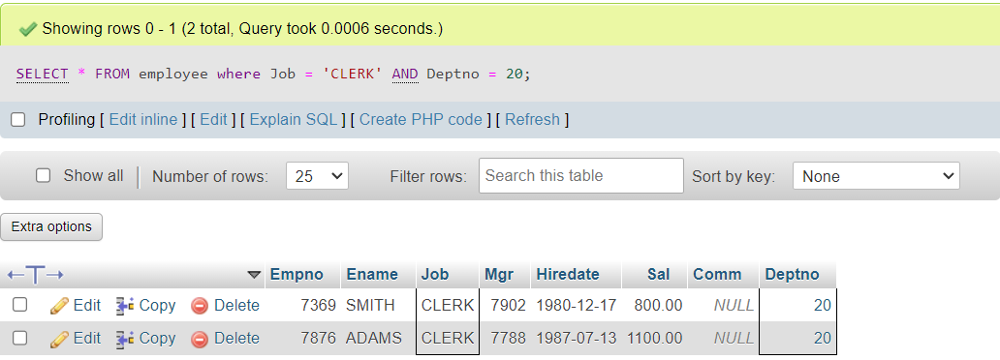 Showing rows 0 - 1 (2 total, Query took 0.0006 seconds.)
SELECT * FROM employee where Job = 'CLERK' AND Deptno = 20;
Profiling [ Edit inline ] [ Edit ] [ Explain SQL ] [ Create PHP code ] [ Refresh ]
Show all | Number of rows: 25 Filter rows: Search this table Sort by key: None
Extra options
←T→ Empno Ename Job Mgr Hiredate Sal Comm Deptno
Edit Copy Delete 7369 SMITH CLERK 7902 1980-12-17 800.00 NULL 20
Edit Copy Delete 7876 ADAMS CLERK 7788 1987-07-13 1100.00 NULL 20